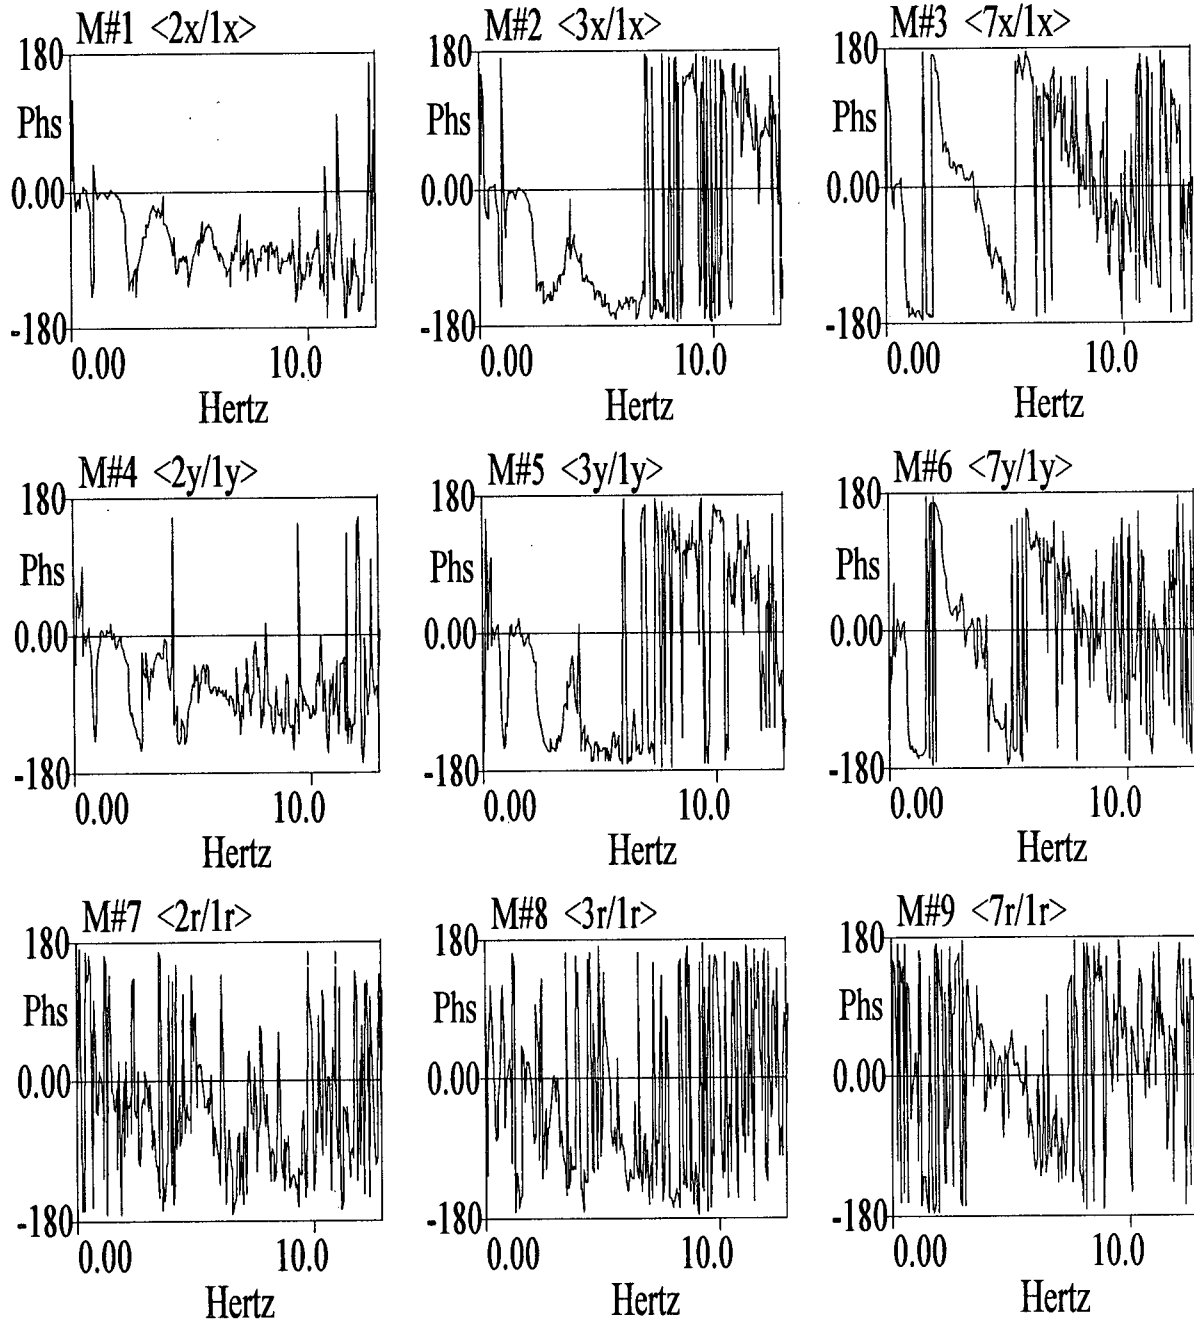 M#1 <2x/1x>
180
Phs
0.00
-180
0.00 10.0
Hertz
M#2 <3x/1x>
180
Phs
0.00
-180
0.00 10.0
Hertz
M#3 <7x/1x>
180
Phs
0.00
-180
0.00 10.0
Hertz
M#4 <2y/1y>
180
Phs
0.00
-180
0.00 10.0
Hertz
M#5 <3y/1y>
180
Phs
0.00
-180
0.00 10.0
Hertz
M#6 <7y/1y>
180
Phs
0.00
-180
0.00 10.0
Hertz
M#7 <2r/1r>
180
Phs
0.00
-180
0.00 10.0
Hertz
M#8 <3r/1r>
180
Phs
0.00
-180
0.00 10.0
Hertz
M#9 <7r/1r>
180
Phs
0.00
-180
0.00 10.0
Hertz